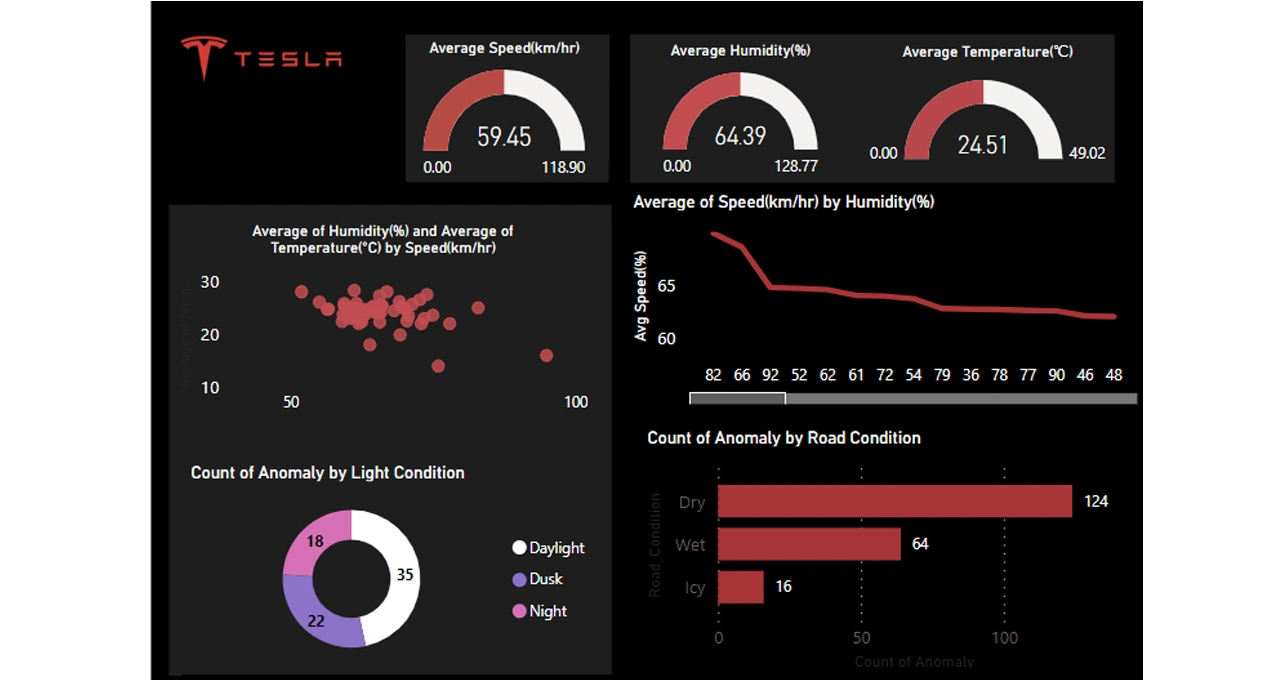 TESLA
Average Speed(km/hr)
59.45
0.00
118.90
Average Humidity(%)
64.39
0.00
128.77
Average Temperature(℃)
24.51
0.00
49.02
Average of Humidity(%) and Average of
Temperature(°C) by Speed(km/hr)
30
20
10
50
100
Average of Speed(km/hr) by Humidity(%)
Avg Speed(%)
65
60
82 66 92 52 62 61 72 54 79 36 78 77 90 46 48
Count of Anomaly by Light Condition
18
35
22
Daylight
Dusk
Night
Count of Anomaly by Road Condition
Road_Condition
Dry
124
Wet
64
Icy
16
0 50 100
Count of Anomaly